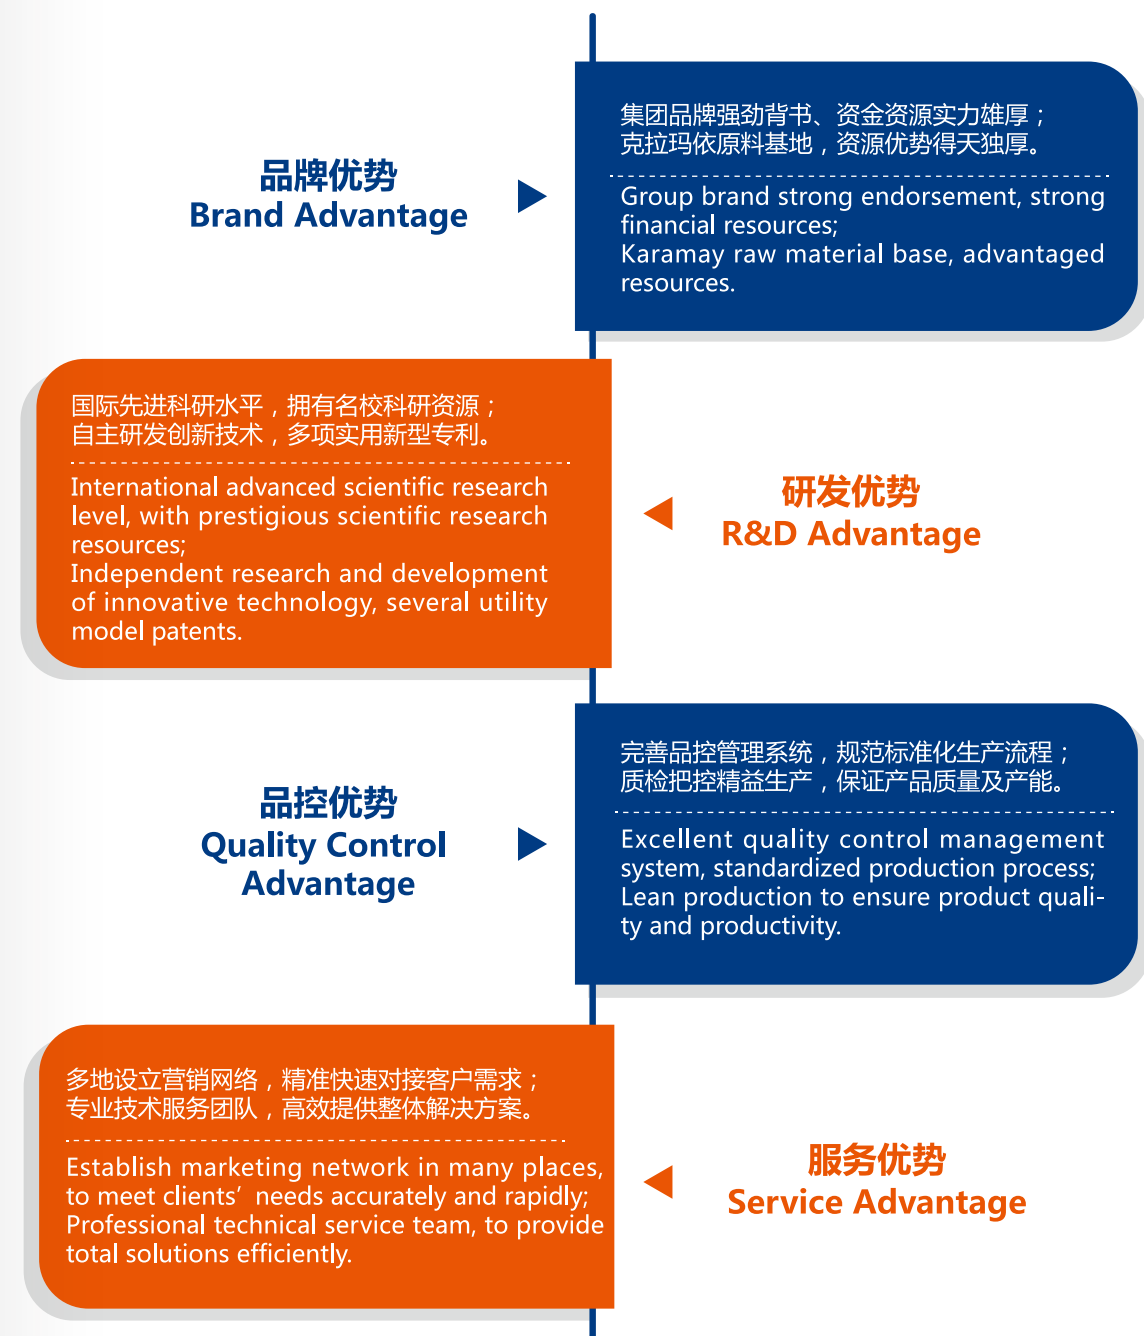 品牌优势
Brand Advantage
集团品牌强劲背书、资金资源实力雄厚；
克拉玛依原料基地，资源优势得天独厚。
Group brand strong endorsement, strong
financial resources;
Karamay raw material base, advantaged
resources.
国际先进科研水平，拥有名校科研资源；
自主研发创新技术，多项实用新型专利。
International advanced scientific research
level, with prestigious scientific research
resources;
Independent research and development
of innovative technology, several utility
model patents.
研发优势
R&D Advantage
品控优势
Quality Control
Advantage
完善品控管理系统，规范标准化生产流程；
质检把控精益生产，保证产品质量及产能。
Excellent quality control management
system, standardized production process;
Lean production to ensure product quali-
ty and productivity.
多地设立营销网络，精准快速对接客户需求；
专业技术服务团队，高效提供整体解决方案。
Establish marketing network in many places,
to meet clients’ needs accurately and rapidly;
Professional technical service team, to provide
total solutions efficiently.
服务优势
Service Advantage